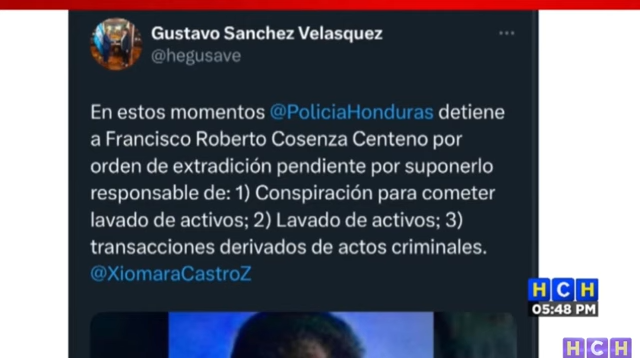 Gustavo Sanchez Velasquez
@hegusave
En estos momentos @PoliciaHonduras detiene
a Francisco Roberto Cosenza Centeno por
orden de extradición pendiente por suponerlo
responsable de: 1) Conspiración para cometer
lavado de activos; 2) Lavado de activos; 3)
transacciones derivados de actos criminales.
@XiomaraCastroZ
HCH
05:48 PM
HCH